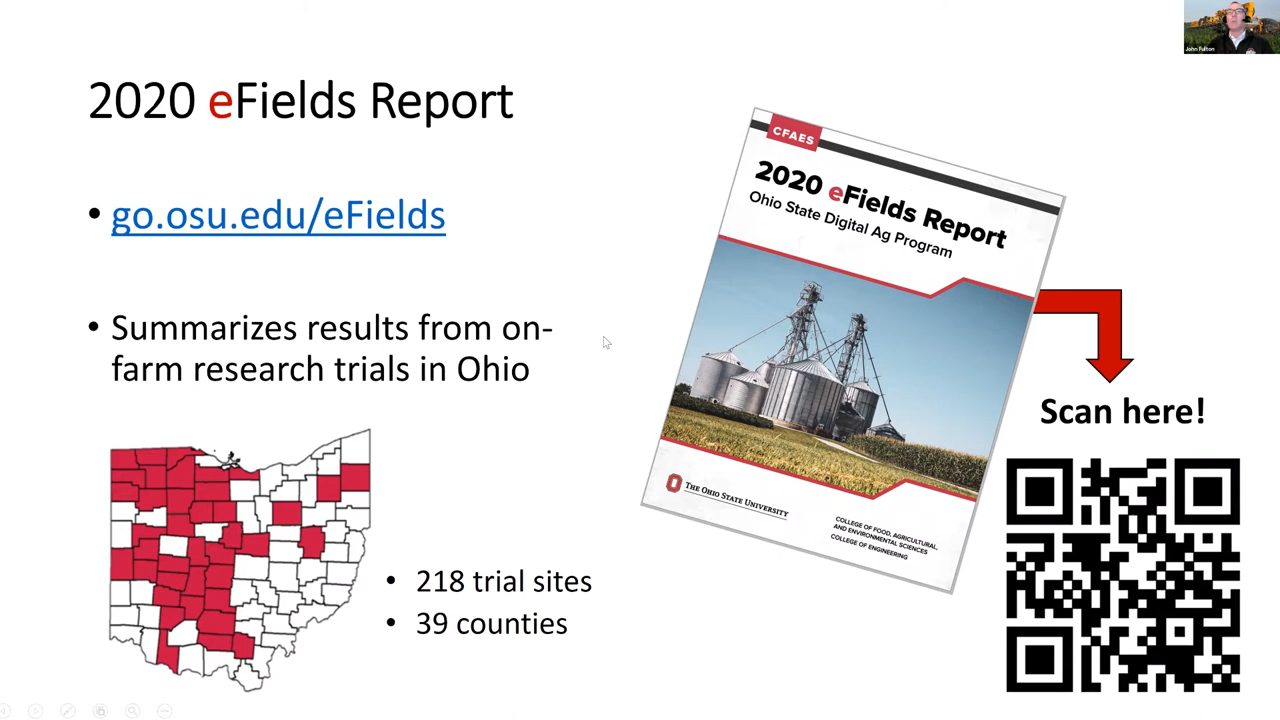 John Fulton
2020 eFields Report
• go.osu.edu/eFields
• Summarizes results from on-
farm research trials in Ohio
• 218 trial sites
• 39 counties
CFAES
2020 eFields Report
Ohio State Digital Ag Program
THE OHIO STATE UNIVERSITY
COLLEGE OF FOOD, AGRICULTURAL,
AND ENVIRONMENTAL SCIENCES
COLLEGE OF ENGINEERING
Scan here!